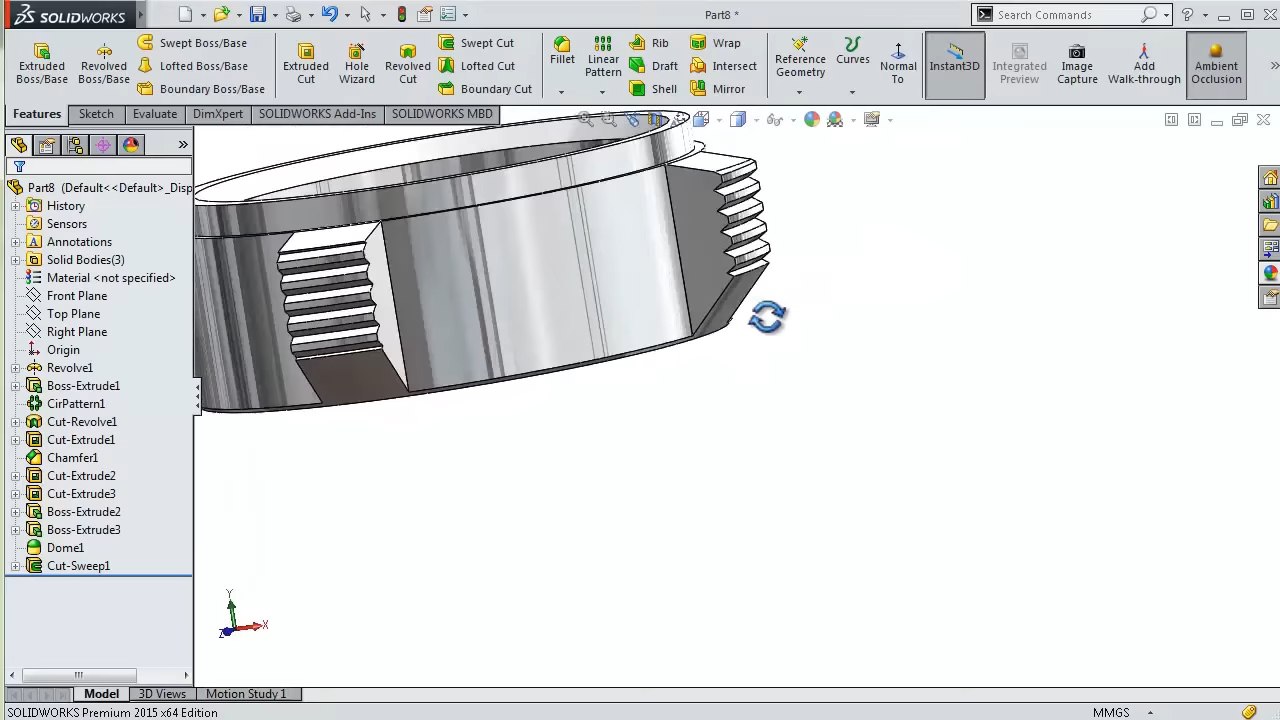 SOLIDWORKS
Part8 *
Search Commands
Extruded Boss/Base
Revolved Boss/Base
Swept Boss/Base
Lofted Boss/Base
Boundary Boss/Base
Extruded Cut
Hole Wizard
Revolved Cut
Swept Cut
Lofted Cut
Boundary Cut
Fillet
Linear Pattern
Rib
Draft
Shell
Wrap
Intersect
Mirror
Reference Geometry
Curves
Normal To
Instant3D
Integrated Preview
Image Capture
Add Walk-through
Ambient Occlusion
Features
Sketch
Evaluate
DimXpert
SOLIDWORKS Add-Ins
SOLIDWORKS MBD
Part8 (Default<<Default>_Disp
History
Sensors
Annotations
Solid Bodies(3)
Material <not specified>
Front Plane
Top Plane
Right Plane
Origin
Revolve1
Boss-Extrude1
CirPattern1
Cut-Revolve1
Cut-Extrude1
Chamfer1
Cut-Extrude2
Cut-Extrude3
Boss-Extrude2
Boss-Extrude3
Dome1
Cut-Sweep1
Y
X
Z
Model
3D Views
Motion Study 1
SOLIDWORKS Premium 2015 x64 Edition
MMGS